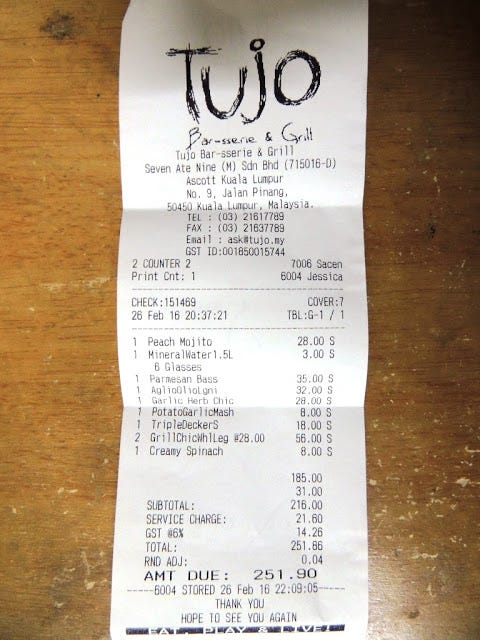 Tujo
Bar-sserie & Grill
Tujo Bar-sserie & Grill
Seven Ate Nine (M) Sdn Bhd (715016-D)
Ascott Kuala Lumpur
No. 9, Jalan Pinang,
50450 Kuala Lumpur, Malaysia.
TEL : (03) 21617789
FAX : (03) 21637789
Email : ask@tujo.my
GST ID:001850015744
2 COUNTER 2 7006 Sacen
Print Cnt: 1 6004 Jessica
CHECK:151469 COVER:7
26 Feb 16 20:37:21 TBL:G-1 / 1
1 Peach Mojito 28.00 S
1 MineralWater1.5L 3.00 S
6 Glasses
1 Parmesan Bass 35.00 S
1 AglioOlioLgni 32.00 S
1 Garlic Herb Chic 28.00 S
1 PotatoGarlicMash 8.00 S
1 TripleDeckerS 18.00 S
2 GrillChicWhlLeg @28.00 56.00 S
1 Creamy Spinach 8.00 S
185.00
31.00
SUBTOTAL: 216.00
SERVICE CHARGE: 21.60
GST @6% 14.26
TOTAL: 251.86
RND ADJ: 0.04
AMT DUE: 251.90
-----6004 STORED 26 Feb 16 22:09:05-----
THANK YOU
HOPE TO SEE YOU AGAIN
EAT, PLAY & LIVE!